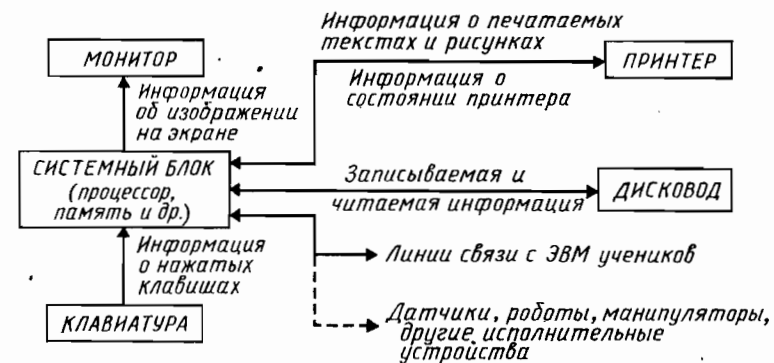 Информация о печатаемых
текстах и рисунках
МОНИТОР
ПРИНТЕР
Информация
об изображении
на экране
Информация о
состоянии принтера
СИСТЕМНЫЙ БЛОК
(процессор,
память и др.)
Записываемая и
читаемая информация
ДИСКОВОД
Информация
о нажатых
клавишах
Линии связи с ЭВМ учеников
КЛАВИАТУРА
Датчики, роботы, манипуляторы,
другие исполнительные
устройства